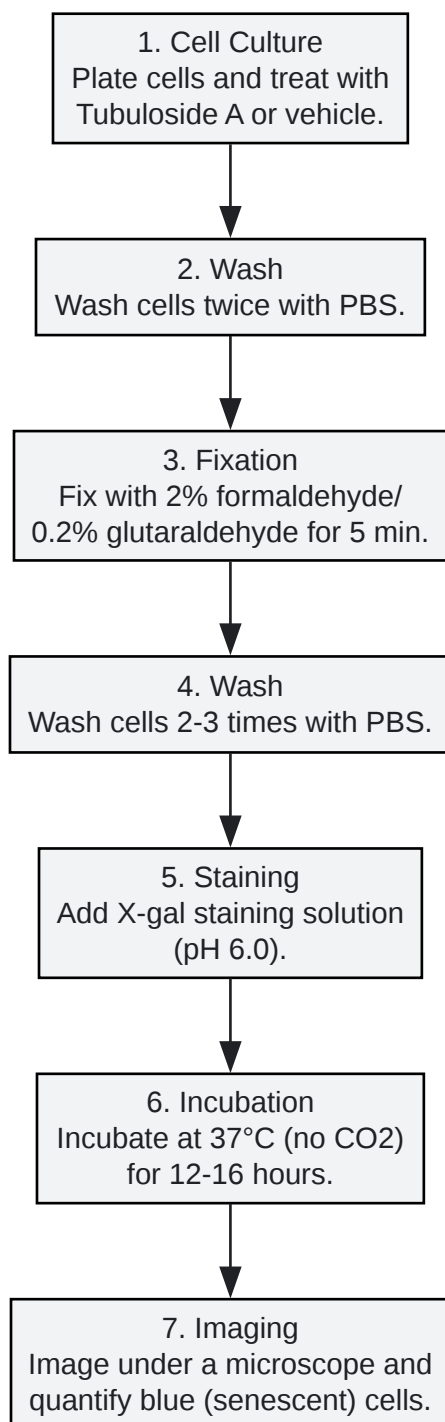 1. Cell Culture
Plate cells and treat with
Tubuloside A or vehicle.
2. Wash
Wash cells twice with PBS.
3. Fixation
Fix with 2% formaldehyde/
0.2% glutaraldehyde for 5 min.
4. Wash
Wash cells 2-3 times with PBS.
5. Staining
Add X-gal staining solution
(pH 6.0).
6. Incubation
Incubate at 37°C (no CO2)
for 12-16 hours.
7. Imaging
Image under a microscope and
quantify blue (senescent) cells.